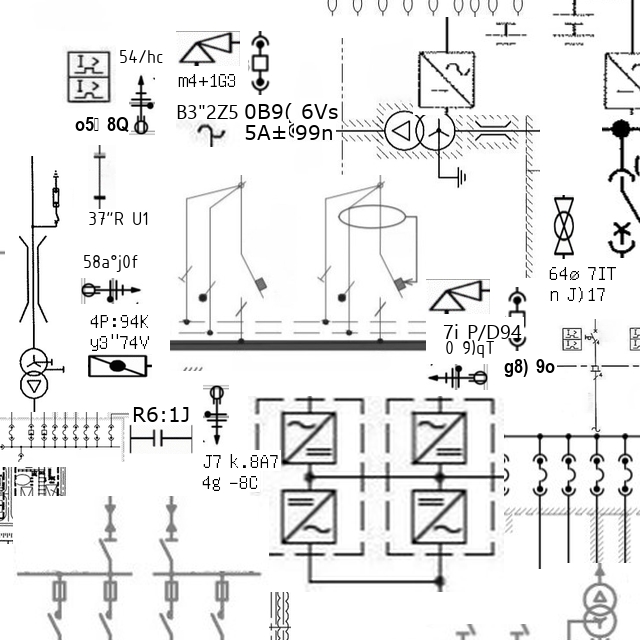 54/hc
m4+1G3
o5▯ 8Q
B3"2Z5
0B9( 6Vs
5A±(99n
37"R U1
58a°j0f
4P:94K
y3"74V
64ø 7IT
n J)17
7i P/D94
0 9)qT
g8) 9o
R6:1J
J7 k.8A7
4g -8C